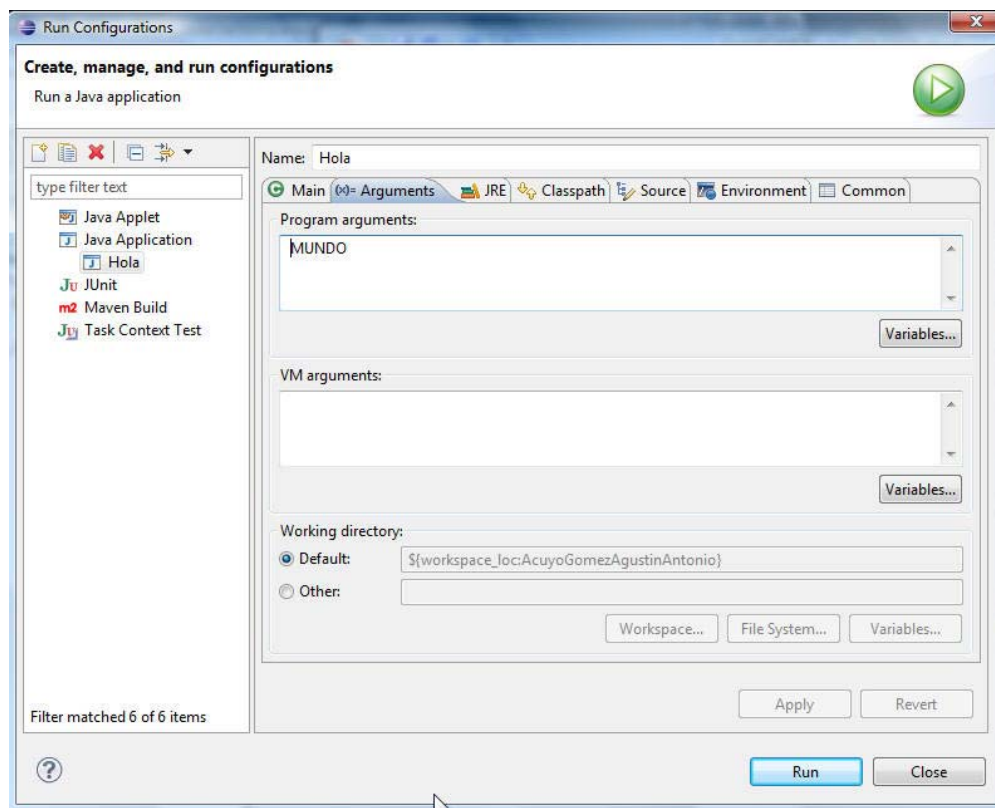 Run Configurations
Create, manage, and run configurations
Run a Java application
type filter text
Java Applet
Java Application
Hola
JUnit
m2 Maven Build
Task Context Test
Filter matched 6 of 6 items
Name: Hola
Main (x)= Arguments JRE Classpath Source Environment Common
Program arguments:
MUNDO
Variables...
VM arguments:
Variables...
Working directory:
Default: ${workspace_loc:AcuyoGomezAgustinAntonio}
Other:
Workspace... File System... Variables...
Apply Revert
Run Close